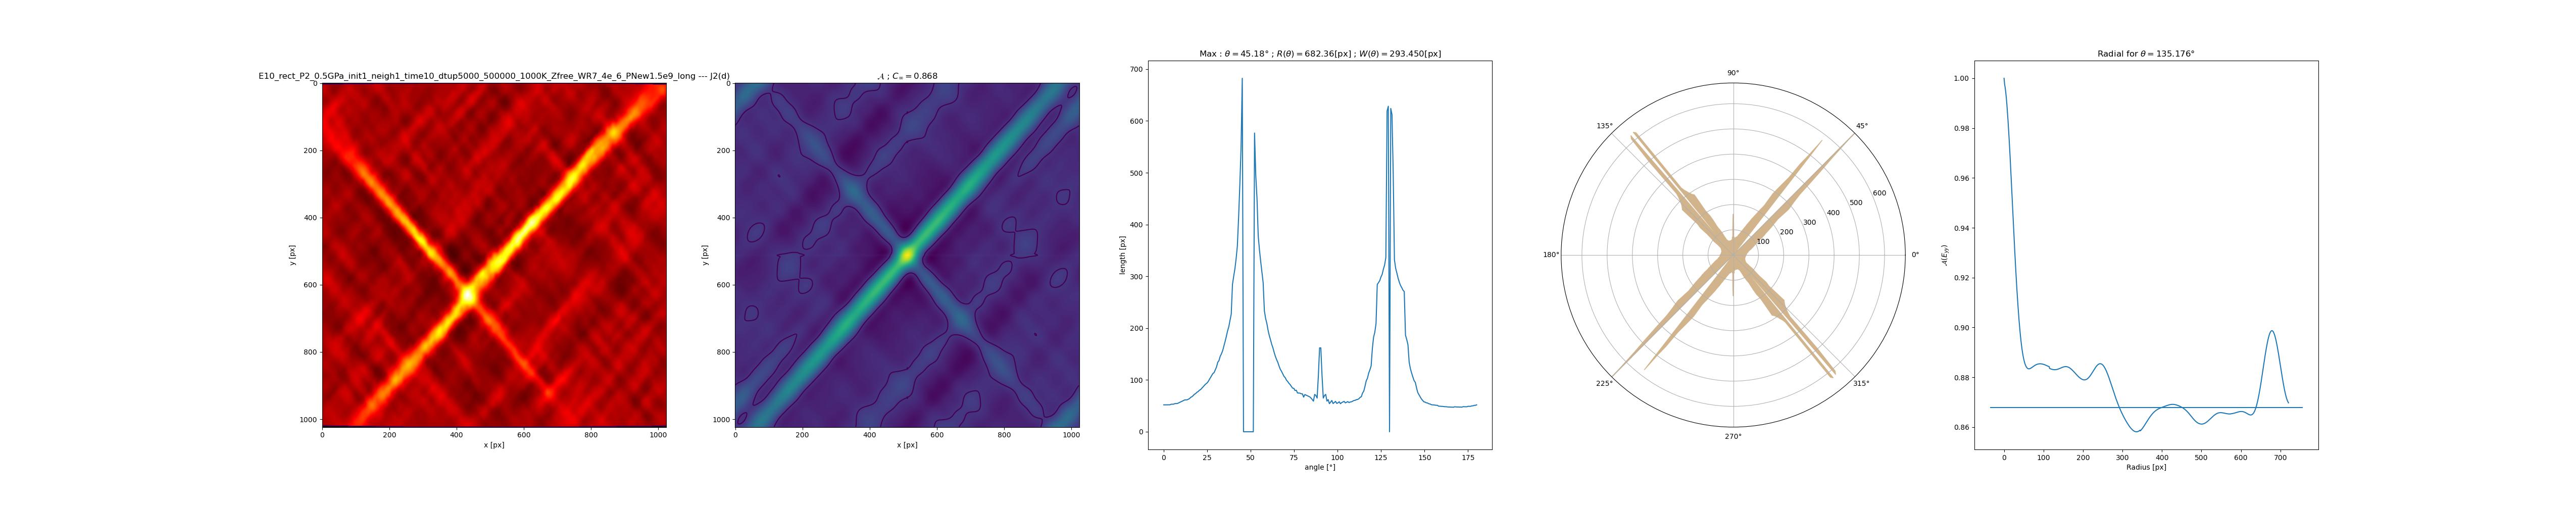 E10_rect_P2_0.5GPa_init1_neigh1_time10_dtup5000_500000_1000K_Zfree_WR7_4e_6_PNew1.5e9_long --- J2(d)
0
200
400
600
800
1000
y [px]
0 200 400 600 800 1000
x [px]
𝒜 ; C∞ = 0.868
0
200
400
600
800
1000
y [px]
0 200 400 600 800 1000
x [px]
Max : θ = 45.18° ; R(θ) = 682.36[px] ; W(θ) = 293.450[px]
700
600
500
400
300
200
100
0
length [px]
0 25 50 75 100 125 150 175
angle [°]
90°
135° 45°
600
500
400
300
200
100
180° 0°
225° 315°
270°
Radial for θ = 135.176°
1.00
0.98
0.96
0.94
0.92
0.90
0.88
0.86
0 100 200 300 400 500 600 700
Radius [px]